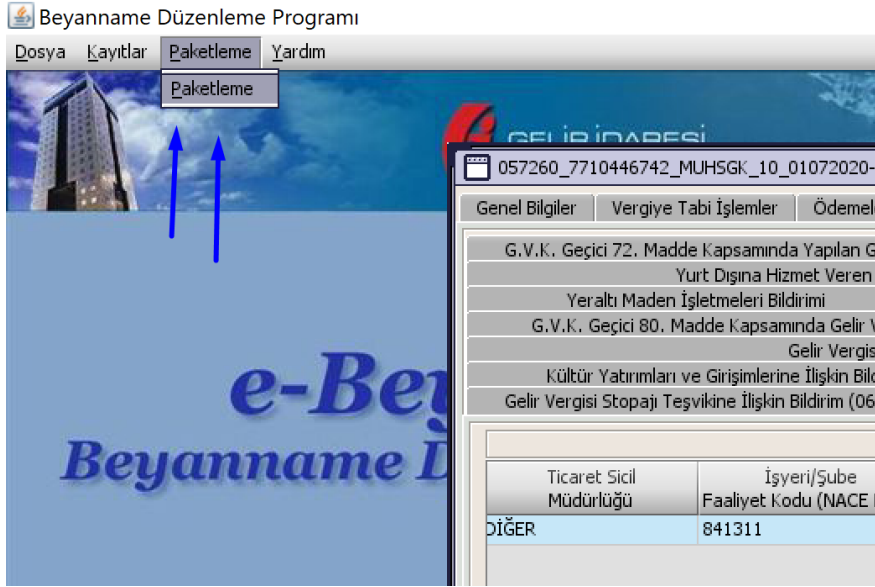 Beyanname Düzenleme Programı
Dosya Kayıtlar Paketleme Yardım
Paketleme
GELİR İDARESİ
057260_7710446742_MUHSGK_10_01072020-
Genel Bilgiler Vergiye Tabi İşlemler Ödemel
G.V.K. Geçici 72. Madde Kapsamında Yapılan G
Yurt Dışına Hizmet Veren
Yeraltı Maden İşletmeleri Bildirimi
G.V.K. Geçici 80. Madde Kapsamında Gelir V
Gelir Vergis
Kültür Yatırımları ve Girişimlerine İlişkin Bild
Gelir Vergisi Stopajı Teşvikine İlişkin Bildirim (06
e-Bey
Beyanname D
Ticaret Sicil İşyeri/Şube
Müdürlüğü Faaliyet Kodu (NACE
DİĞER 841311